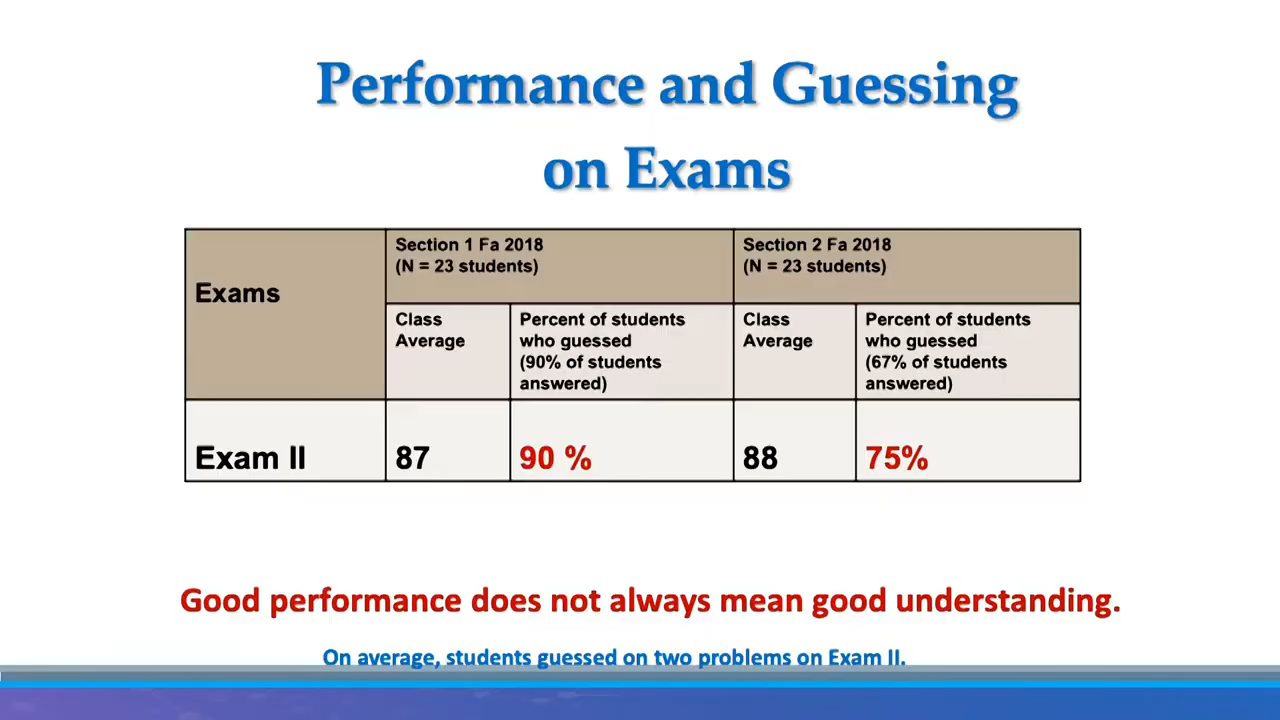 Performance and Guessing
on Exams
Exams
Section 1 Fa 2018
(N = 23 students)
Section 2 Fa 2018
(N = 23 students)
Class
Average
Percent of students
who guessed
(90% of students
answered)
Class
Average
Percent of students
who guessed
(67% of students
answered)
Exam II
87
90 %
88
75%
Good performance does not always mean good understanding.
On average, students guessed on two problems on Exam II.